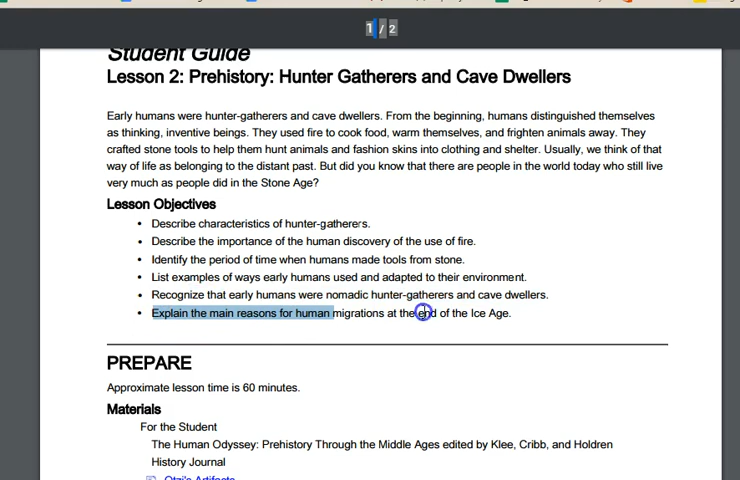 1 / 2
Student Guide
Lesson 2: Prehistory: Hunter Gatherers and Cave Dwellers
Early humans were hunter-gatherers and cave dwellers. From the beginning, humans distinguished themselves
as thinking, inventive beings. They used fire to cook food, warm themselves, and frighten animals away. They
crafted stone tools to help them hunt animals and fashion skins into clothing and shelter. Usually, we think of that
way of life as belonging to the distant past. But did you know that there are people in the world today who still live
very much as people did in the Stone Age?
Lesson Objectives
• Describe characteristics of hunter-gatherers.
• Describe the importance of the human discovery of the use of fire.
• Identify the period of time when humans made tools from stone.
• List examples of ways early humans used and adapted to their environment.
• Recognize that early humans were nomadic hunter-gatherers and cave dwellers.
• Explain the main reasons for human migrations at the end of the Ice Age.
PREPARE
Approximate lesson time is 60 minutes.
Materials
For the Student
The Human Odyssey: Prehistory Through the Middle Ages edited by Klee, Cribb, and Holdren
History Journal
Otzi's Artifacts